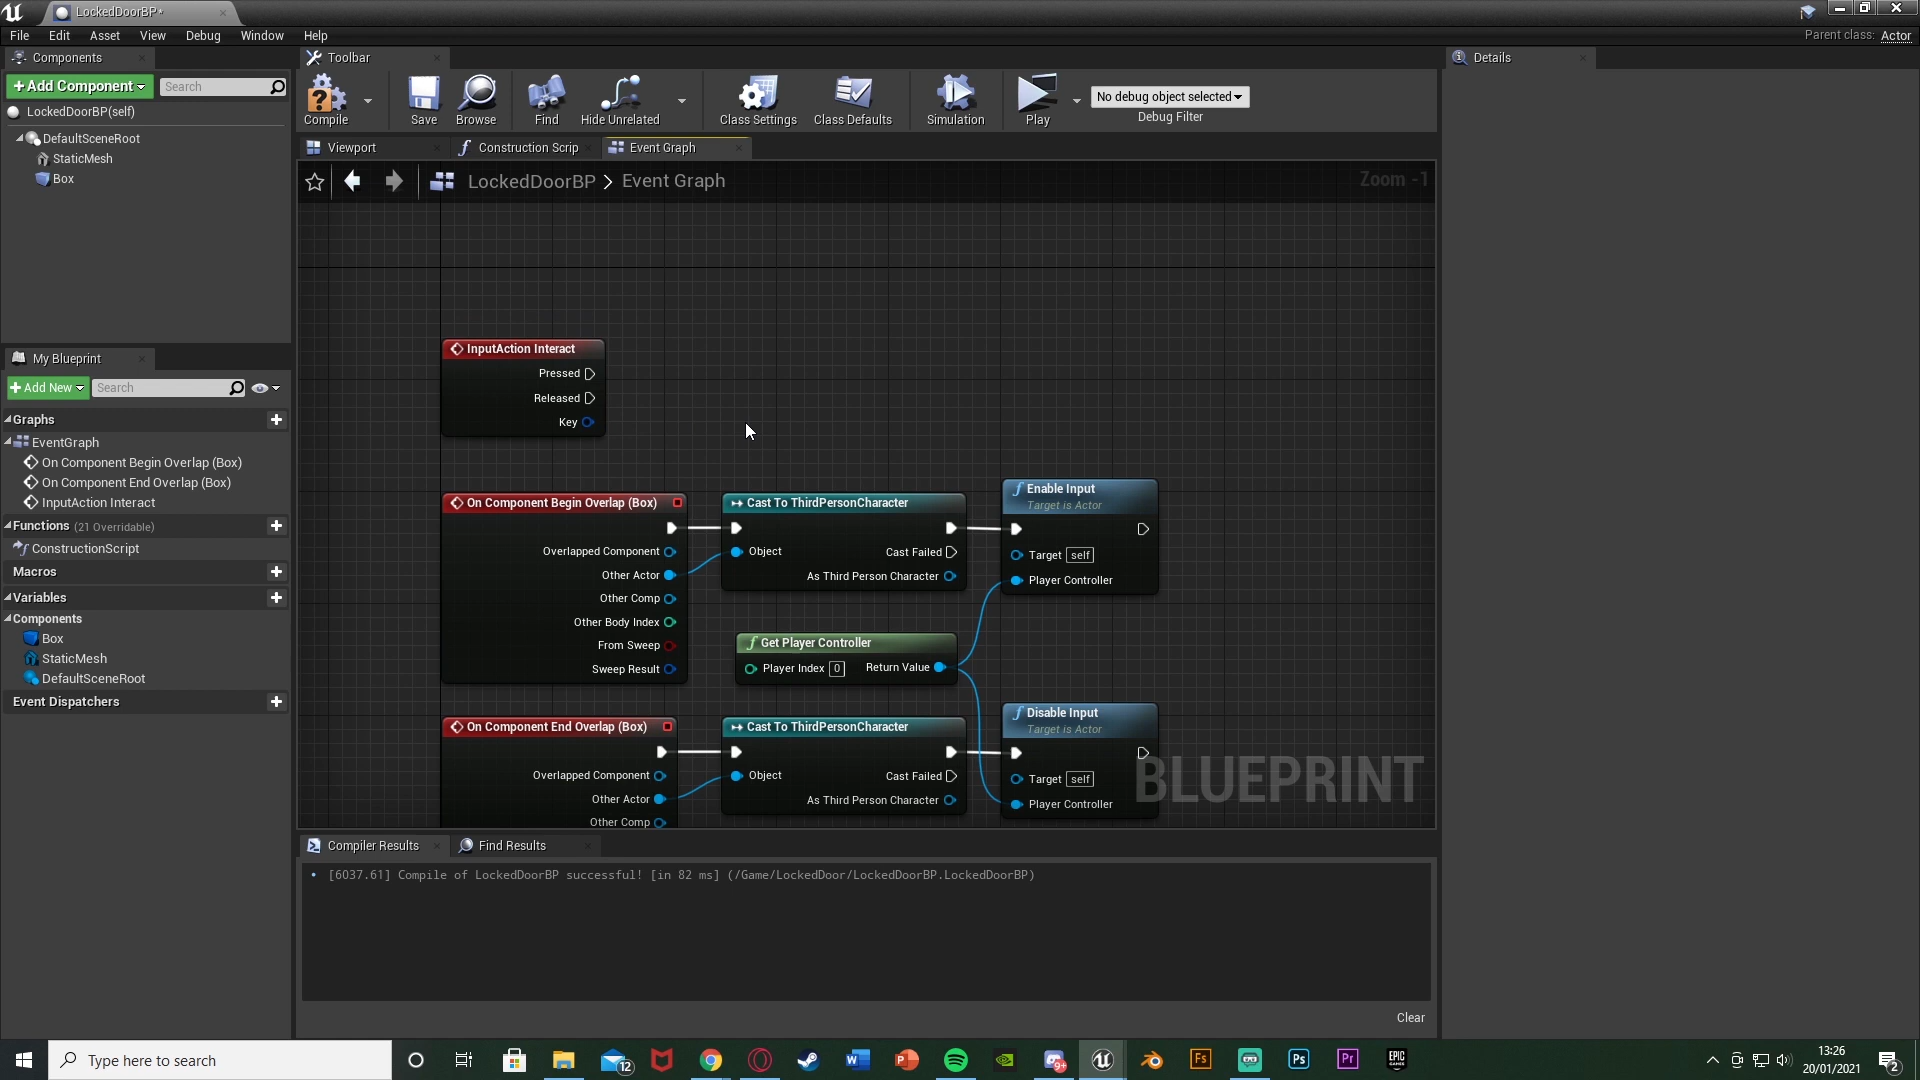 LockedDoorBP*
File Edit Asset View Debug Window Help
Parent class: Actor
Components
+Add Component
Search
LockedDoorBP(self)
DefaultSceneRoot
StaticMesh
Box
My Blueprint
+Add New
Search
Graphs
EventGraph
On Component Begin Overlap (Box)
On Component End Overlap (Box)
InputAction Interact
Functions (21 Overridable)
ConstructionScript
Macros
Variables
Components
Box
StaticMesh
DefaultSceneRoot
Event Dispatchers
Toolbar
Compile Save Browse Find Hide Unrelated Class Settings Class Defaults Simulation Play
No debug object selected
Debug Filter
Viewport Construction Scrip Event Graph
LockedDoorBP > Event Graph
Zoom -1
InputAction Interact
Pressed
Released
Key
On Component Begin Overlap (Box)
Overlapped Component
Other Actor
Other Comp
Other Body Index
From Sweep
Sweep Result
Cast To ThirdPersonCharacter
Object Cast Failed
As Third Person Character
Enable Input
Target is Actor
Target self
Player Controller
Get Player Controller
Player Index 0 Return Value
On Component End Overlap (Box)
Overlapped Component
Other Actor
Other Comp
Cast To ThirdPersonCharacter
Object Cast Failed
As Third Person Character
Disable Input
Target is Actor
Target self
Player Controller
BLUEPRINT
Compiler Results Find Results
[6037.61] Compile of LockedDoorBP successful! [in 82 ms] (/Game/LockedDoor/LockedDoorBP.LockedDoorBP)
Clear
Details
Type here to search
12
W
P
9+
Fs
Ps
Pr
EPIC
GAMES
13:26
20/01/2021
2